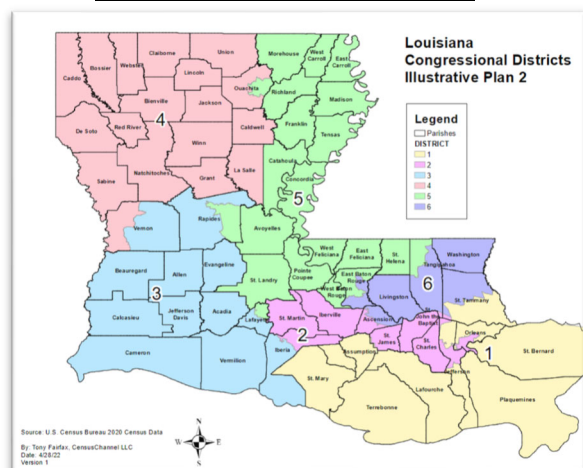 Louisiana
Congressional Districts
Illustrative Plan 2
Legend
Parishes
DISTRICT
1
2
3
4
5
6
Claiborne
Union
Morehouse
West
Carroll
East
Carroll
Caddo
Bossier
Webster
Lincoln
Ouachita
Richland
Madison
Bienville
Jackson
4
De Soto
Red River
Caldwell
Franklin
Tensas
Winn
Natchitoches
Sabine
Grant
La Salle
Catahoula
Concordia
5
Vernon
Rapides
Avoyelles
Beauregard
Allen
Evangeline
St. Landry
Pointe
Coupee
West
Feliciana
East
Feliciana
St.
Helena
Tangipahoa
Washington
East Baton
Rouge
West Baton
Rouge
Livingston
6
St. Tammany
3
Calcasieu
Jefferson
Davis
Acadia
Lafayette
St. Martin
Iberville
Ascension
St.
James
John the
Baptist
St.
Charles
Orleans
2
1
St. Bernard
Cameron
Vermilion
Iberia
Assumption
St. Mary
Lafourche
Jefferson
Terrebonne
Plaquemines
Source: U.S. Census Bureau 2020 Census Data
By: Tony Fairfax, CensusChannel LLC
Date: 4/28/22
Version 1
N
W
E
S